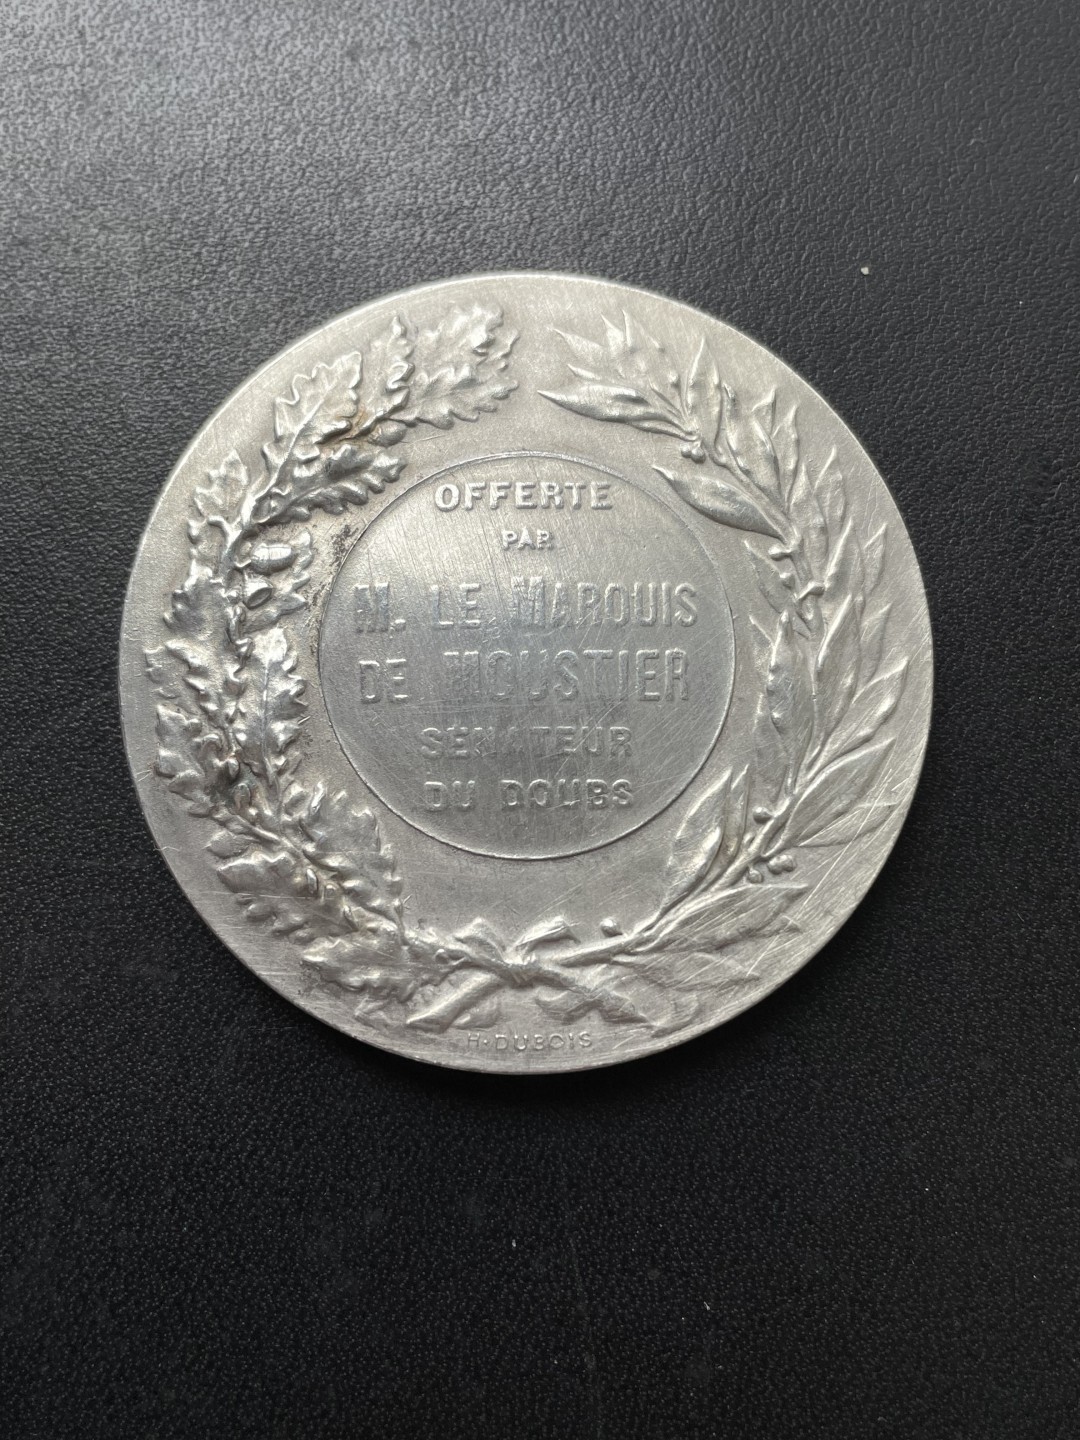 OFFERTE
PAR
M. LE MARQUIS
DE MOUSTIER
SENATEUR
DU DOUBS
H. DUBOIS